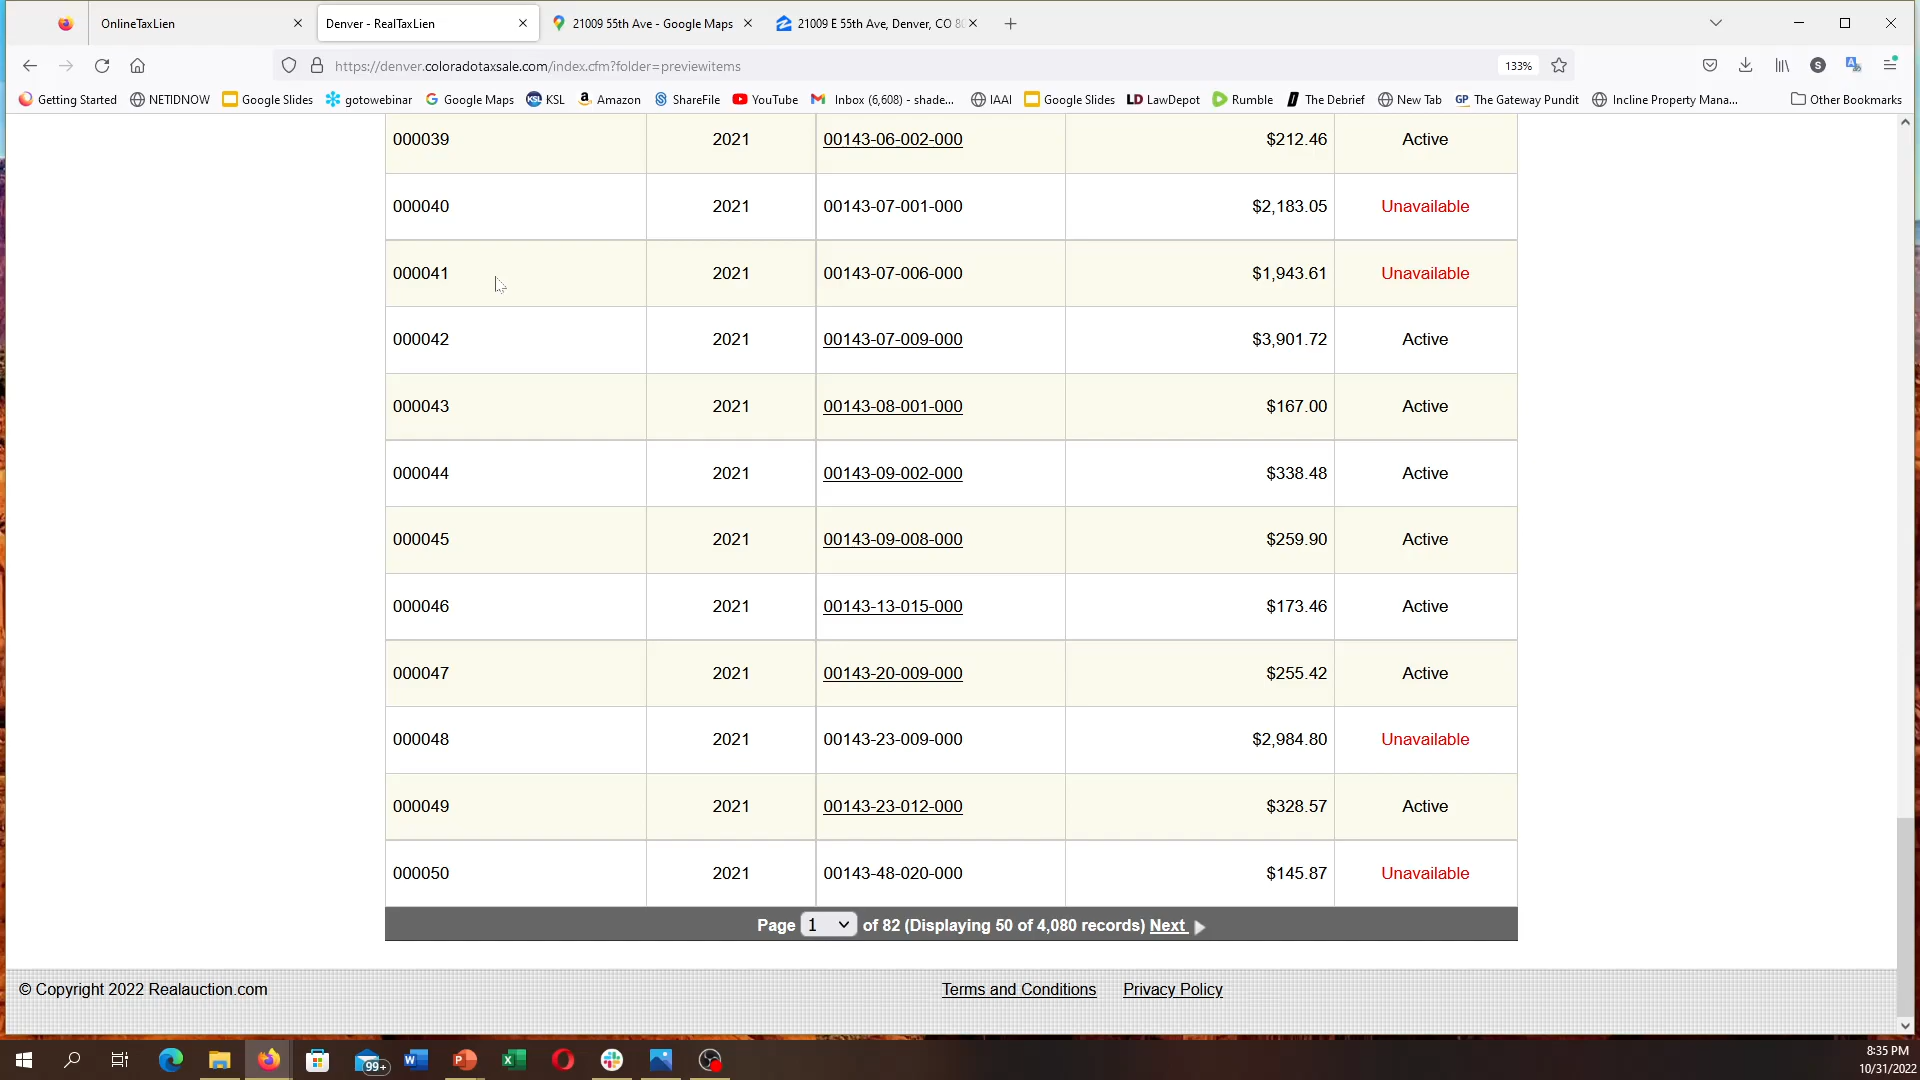 OnlineTaxLien
Denver - RealTaxLien
21009 55th Ave - Google Maps
21009 E 55th Ave, Denver, CO 8
https://denver.coloradotaxsale.com/index.cfm?folder=previewitems
133%
Getting Started NETIDNOW Google Slides gotowebinar Google Maps KSL Amazon ShareFile YouTube Inbox (6,608) - shade... IAAI Google Slides LD LawDepot Rumble The Debrief New Tab GP The Gateway Pundit Incline Property Mana... Other Bookmarks
000039 2021 00143-06-002-000 $212.46 Active
000040 2021 00143-07-001-000 $2,183.05 Unavailable
000041 2021 00143-07-006-000 $1,943.61 Unavailable
000042 2021 00143-07-009-000 $3,901.72 Active
000043 2021 00143-08-001-000 $167.00 Active
000044 2021 00143-09-002-000 $338.48 Active
000045 2021 00143-09-008-000 $259.90 Active
000046 2021 00143-13-015-000 $173.46 Active
000047 2021 00143-20-009-000 $255.42 Active
000048 2021 00143-23-009-000 $2,984.80 Unavailable
000049 2021 00143-23-012-000 $328.57 Active
000050 2021 00143-48-020-000 $145.87 Unavailable
Page 1 of 82 (Displaying 50 of 4,080 records) Next
© Copyright 2022 Realauction.com Terms and Conditions Privacy Policy
99+
8:35 PM
10/31/2022